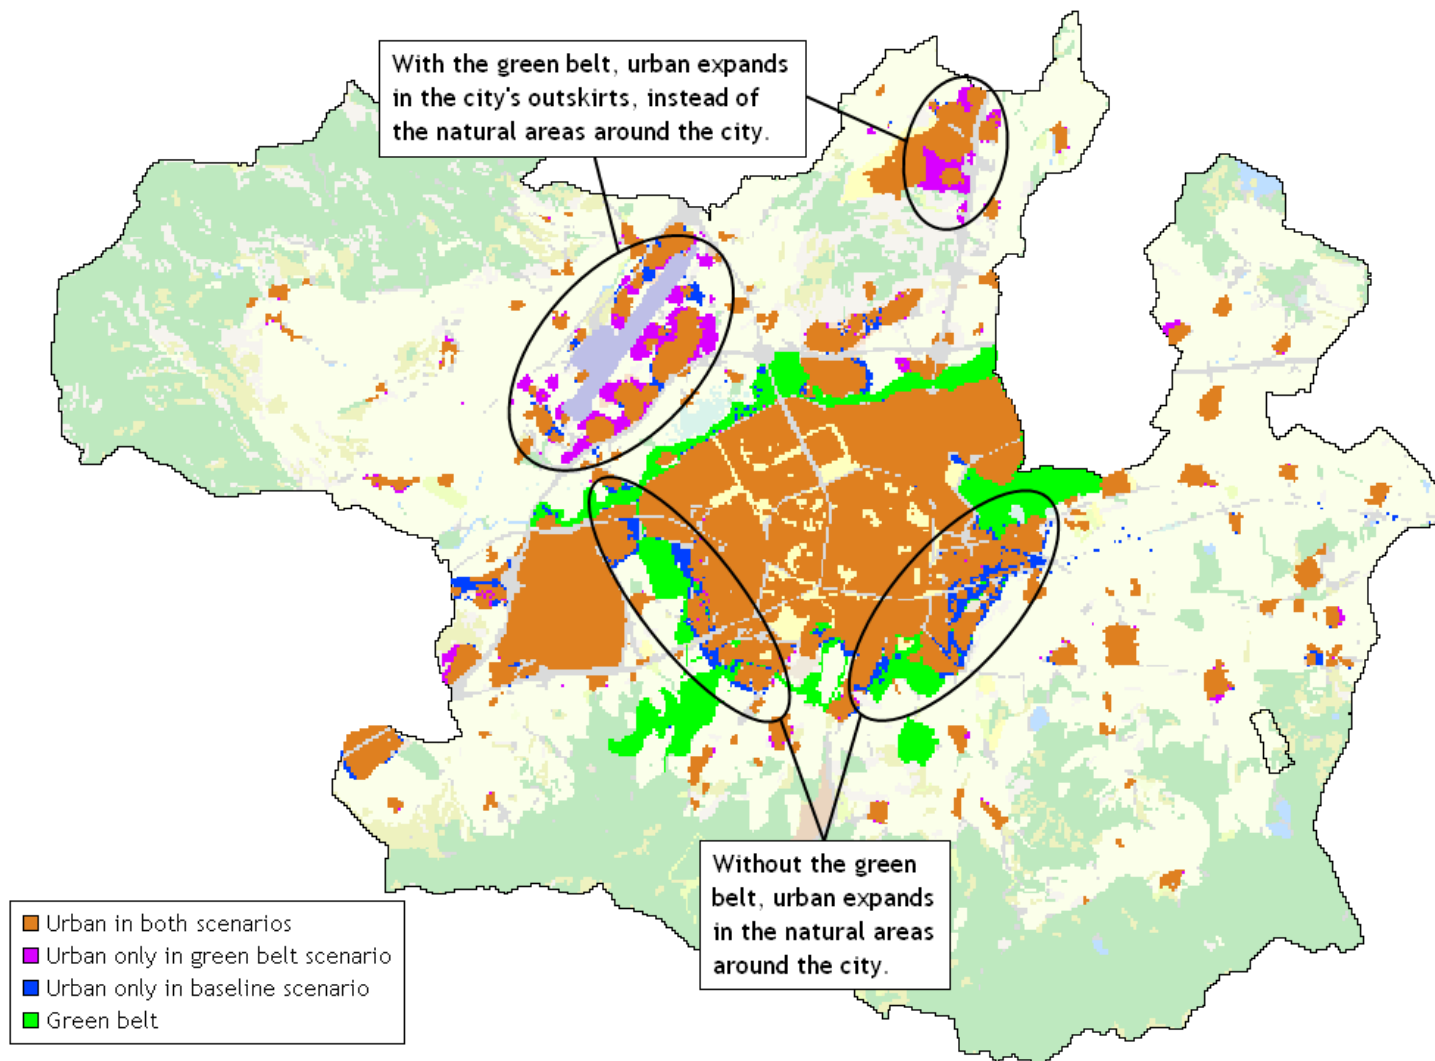 With the green belt, urban expands
in the city's outskirts, instead of
the natural areas around the city.
Without the green
belt, urban expands
in the natural areas
around the city.
Urban in both scenarios
Urban only in green belt scenario
Urban only in baseline scenario
Green belt